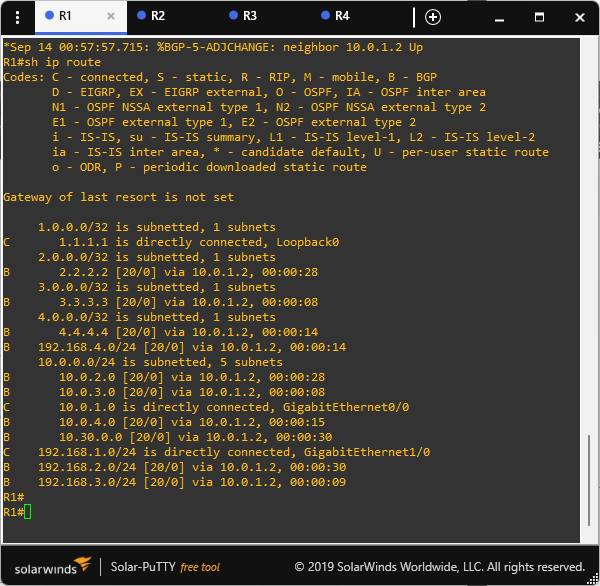 R1 × R2 R3 R4
*Sep 14 00:57:57.715: %BGP-5-ADJCHANGE: neighbor 10.0.1.2 Up
R1#sh ip route
Codes: C - connected, S - static, R - RIP, M - mobile, B - BGP
       D - EIGRP, EX - EIGRP external, O - OSPF, IA - OSPF inter area
       N1 - OSPF NSSA external type 1, N2 - OSPF NSSA external type 2
       E1 - OSPF external type 1, E2 - OSPF external type 2
       i - IS-IS, su - IS-IS summary, L1 - IS-IS level-1, L2 - IS-IS level-2
       ia - IS-IS inter area, * - candidate default, U - per-user static route
       o - ODR, P - periodic downloaded static route
Gateway of last resort is not set
     1.0.0.0/32 is subnetted, 1 subnets
C       1.1.1.1 is directly connected, Loopback0
     2.0.0.0/32 is subnetted, 1 subnets
B       2.2.2.2 [20/0] via 10.0.1.2, 00:00:28
     3.0.0.0/32 is subnetted, 1 subnets
B       3.3.3.3 [20/0] via 10.0.1.2, 00:00:08
     4.0.0.0/32 is subnetted, 1 subnets
B       4.4.4.4 [20/0] via 10.0.1.2, 00:00:14
B    192.168.4.0/24 [20/0] via 10.0.1.2, 00:00:14
     10.0.0.0/24 is subnetted, 5 subnets
B       10.0.2.0 [20/0] via 10.0.1.2, 00:00:28
B       10.0.3.0 [20/0] via 10.0.1.2, 00:00:08
C       10.0.1.0 is directly connected, GigabitEthernet0/0
B       10.0.4.0 [20/0] via 10.0.1.2, 00:00:15
B       10.30.0.0 [20/0] via 10.0.1.2, 00:00:30
C    192.168.1.0/24 is directly connected, GigabitEthernet1/0
B    192.168.2.0/24 [20/0] via 10.0.1.2, 00:00:30
B    192.168.3.0/24 [20/0] via 10.0.1.2, 00:00:09
R1#
R1#
solarwinds | Solar-PuTTY free tool © 2019 SolarWinds Worldwide, LLC. All rights reserved.